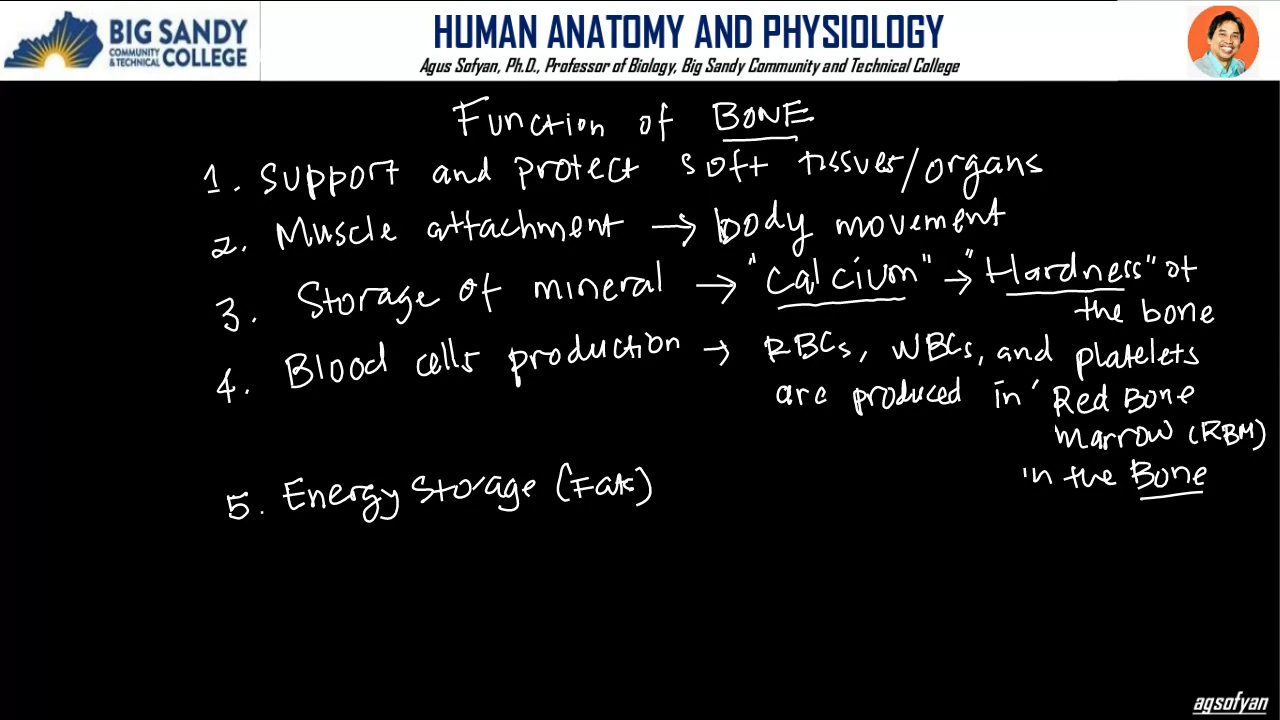 BIG SANDY
COMMUNITY & TECHNICAL COLLEGE
HUMAN ANATOMY AND PHYSIOLOGY
Agus Sofyan, Ph.D., Professor of Biology, Big Sandy Community and Technical College
Function of BONE
1. Support and protect soft tissues/organs
2. Muscle attachment → body movement
3. Storage of mineral → "Calcium" → "Hardness" of
the bone
4. Blood cells production → RBCs, WBCs, and platelets
are produced in Red Bone
Marrow (RBM)
in the Bone
5. Energy Storage (Fat)
agsofyan